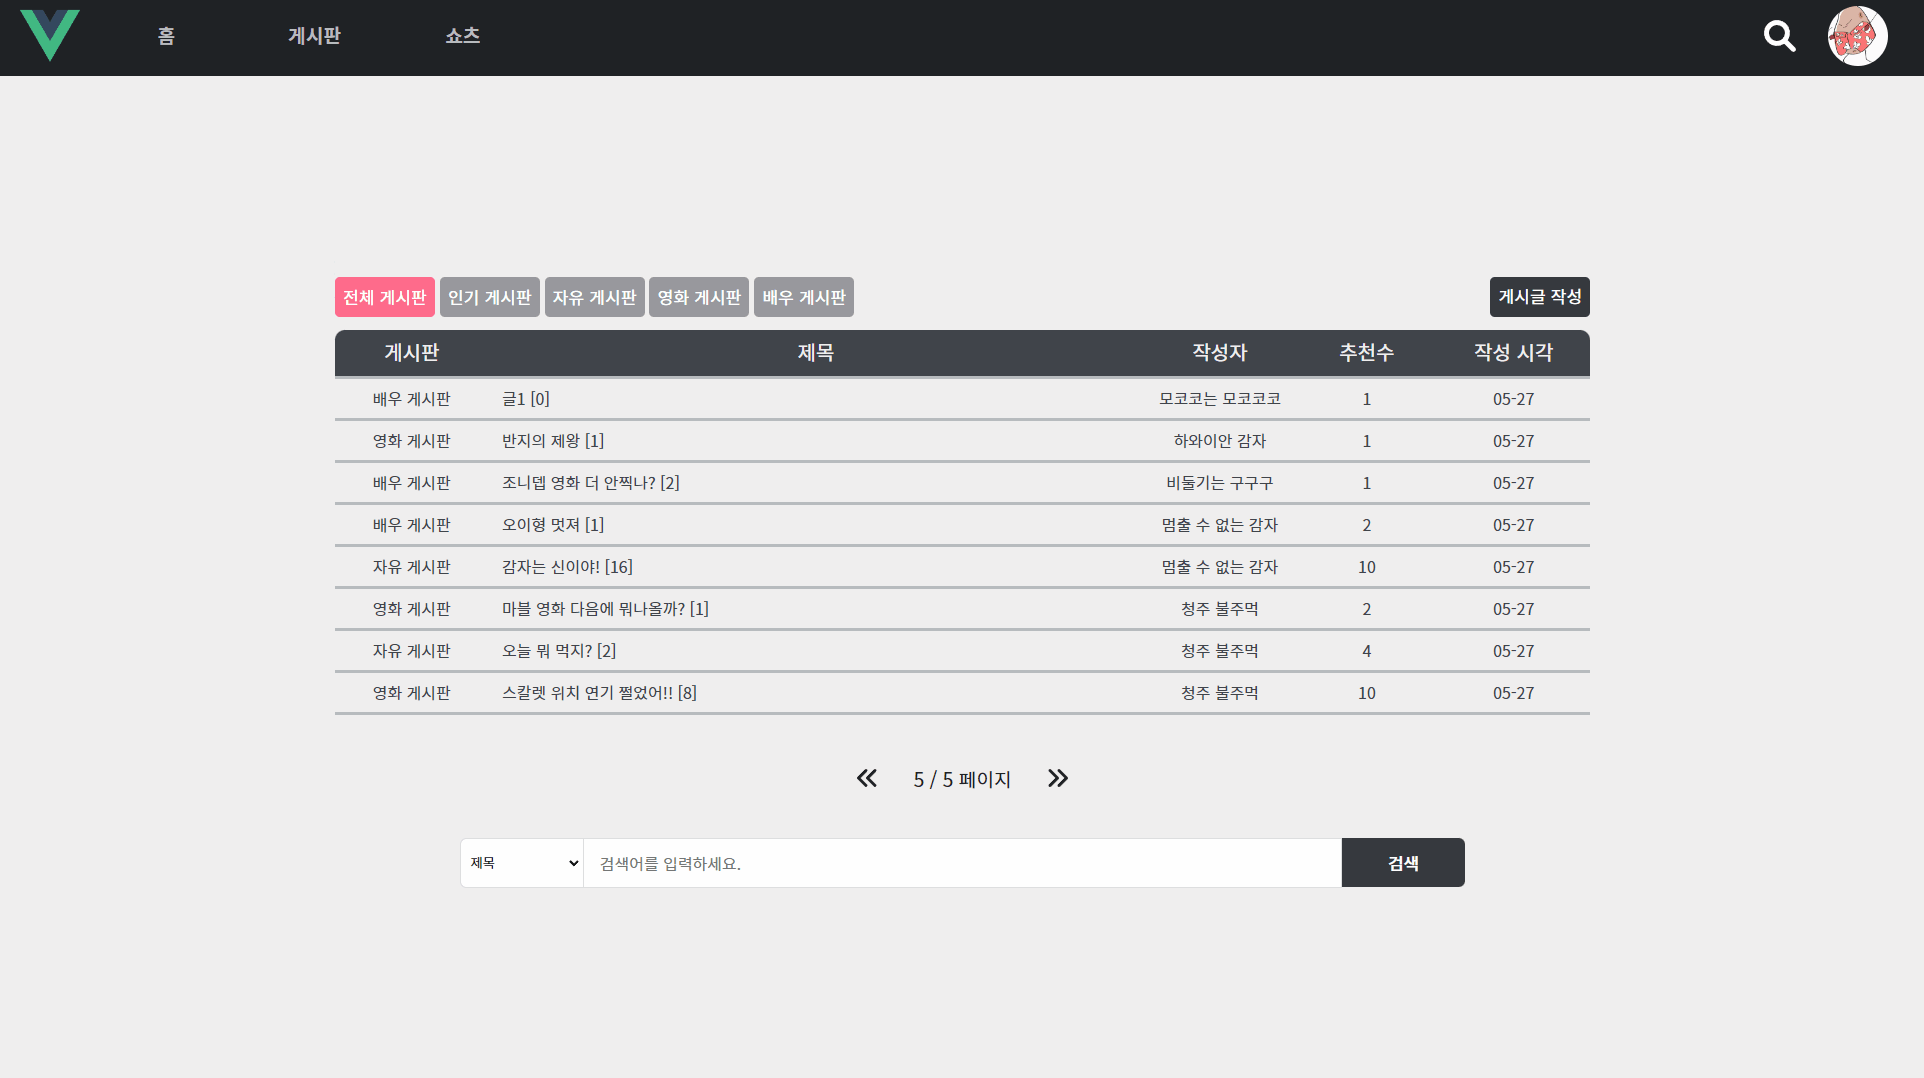 홈 게시판 쇼츠
전체 게시판 인기 게시판 자유 게시판 영화 게시판 배우 게시판 게시글 작성
게시판 제목 작성자 추천수 작성 시각
배우 게시판 글1 [0] 모코코는 모코코코 1 05-27
영화 게시판 반지의 제왕 [1] 하와이안 감자 1 05-27
배우 게시판 조니뎁 영화 더 안찍나? [2] 비둘기는 구구구 1 05-27
배우 게시판 오이형 멋져 [1] 멈출 수 없는 감자 2 05-27
자유 게시판 감자는 신이야! [16] 멈출 수 없는 감자 10 05-27
영화 게시판 마블 영화 다음에 뭐나올까? [1] 청주 불주먹 2 05-27
자유 게시판 오늘 뭐 먹지? [2] 청주 불주먹 4 05-27
영화 게시판 스칼렛 위치 연기 쩔었어!! [8] 청주 불주먹 10 05-27
5 / 5 페이지
제목 검색어를 입력하세요. 검색